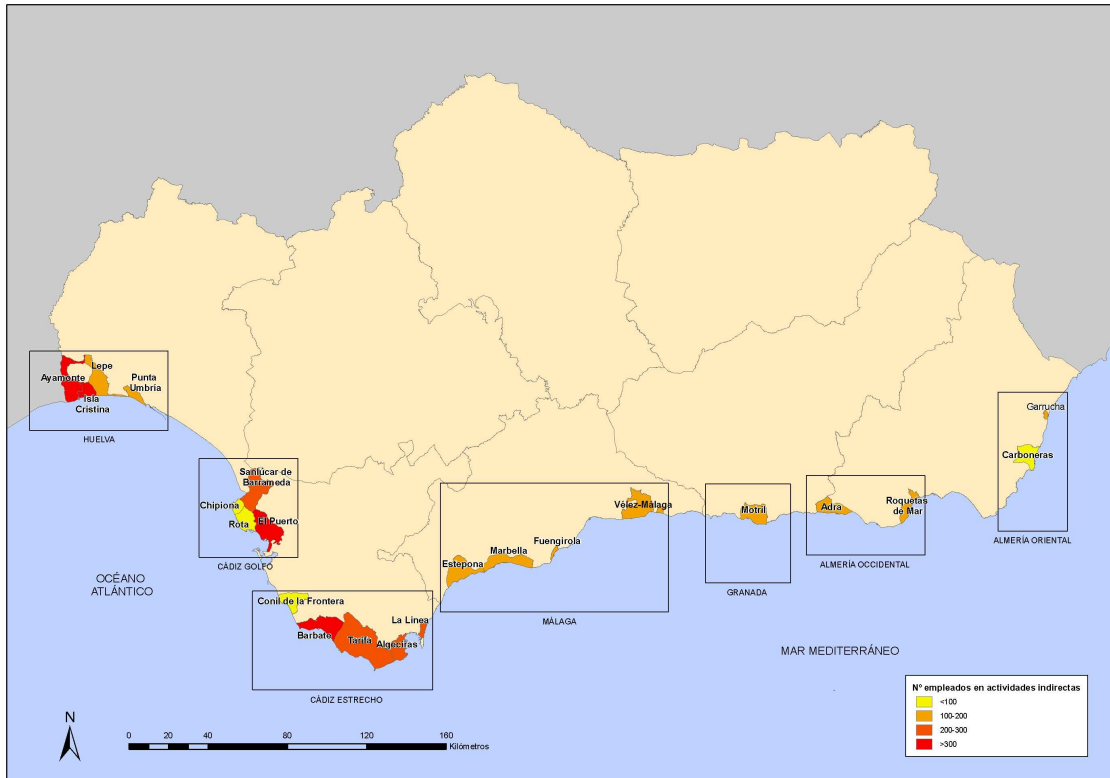 Ayamonte
Lepe
Punta
Umbría
Isla
Cristina
HUELVA
Sanlúcar de
Barrameda
Chipiona
Rota
El Puerto
CÁDIZ GOLFO
OCÉANO
ATLÁNTICO
Conil de la Frontera
Barbate
Tarifa
Algeciras
La Linea
CÁDIZ ESTRECHO
Estepona
Marbella
Fuengirola
Vélez-Málaga
MÁLAGA
Motril
GRANADA
Adra
Roquetas
de Mar
ALMERÍA OCCIDENTAL
Garrucha
Carboneras
ALMERÍA ORIENTAL
MAR MEDITERRÁNEO
N
0 20 40 80 120 160
Kilómetros
Nº empleados en actividades indirectas
<100
100-200
200-300
>300